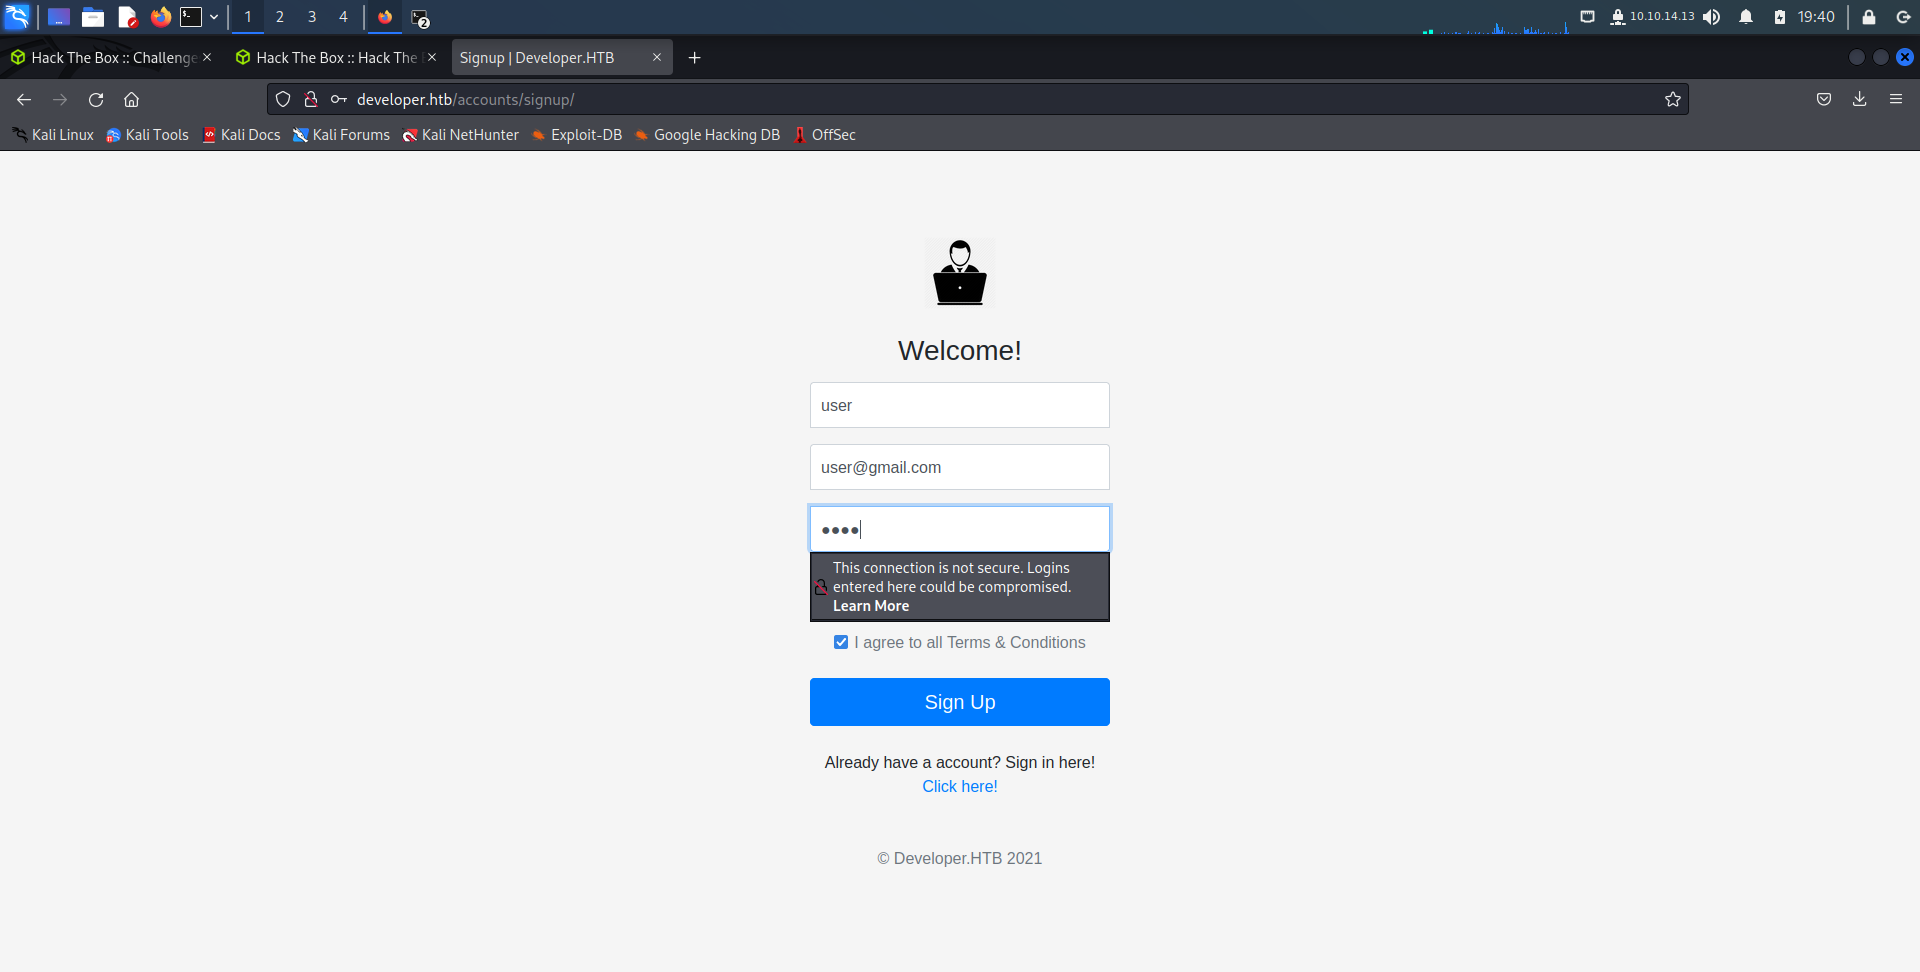 1 2 3 4 2 10.10.14.13 19:40
Hack The Box :: Challenge Hack The Box :: Hack The Signup | Developer.HTB
developer.htb/accounts/signup/
Kali Linux Kali Tools Kali Docs Kali Forums Kali NetHunter Exploit-DB Google Hacking DB OffSec
Welcome!
user
user@gmail.com
This connection is not secure. Logins
entered here could be compromised.
Learn More
I agree to all Terms & Conditions
Sign Up
Already have a account? Sign in here!
Click here!
© Developer.HTB 2021